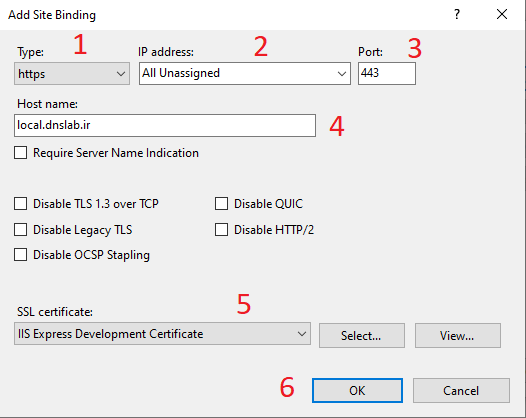 Add Site Binding ? ×
1 2 3
Type: IP address: Port:
https All Unassigned 443
Host name:
local.dnslab.ir 4
Require Server Name Indication
Disable TLS 1.3 over TCP Disable QUIC
Disable Legacy TLS Disable HTTP/2
Disable OCSP Stapling
5
SSL certificate:
IIS Express Development Certificate Select... View...
6 OK Cancel